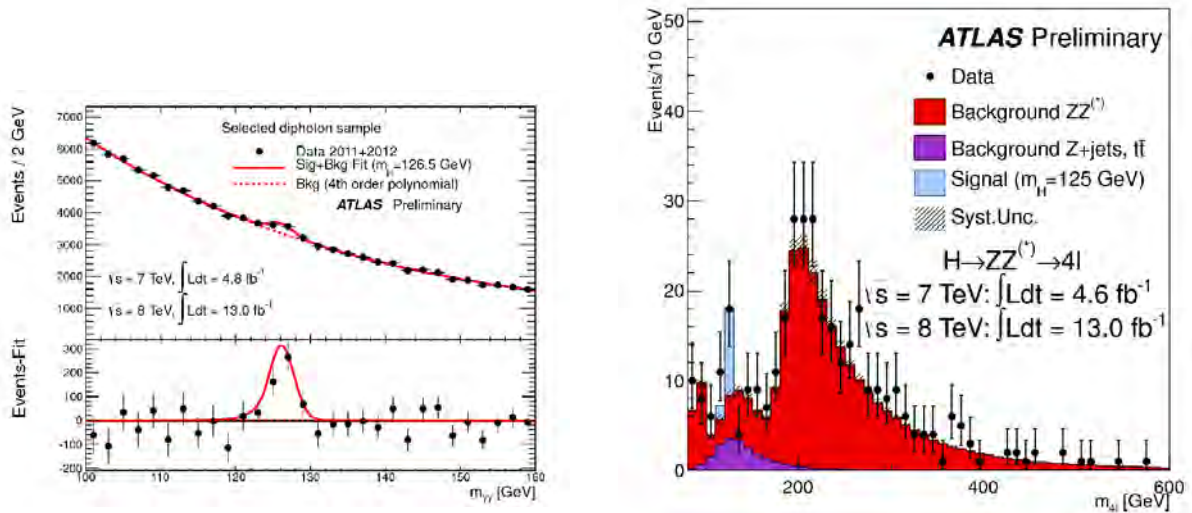 Events / 2 GeV
7000
6000
5000
4000
3000
2000
1000
Selected diphoton sample
Data 2011+2012
Sig+Bkg Fit (mH=126.5 GeV)
Bkg (4th order polynomial)
ATLAS Preliminary
√s = 7 TeV, ∫Ldt = 4.8 fb-1
√s = 8 TeV, ∫Ldt = 13.0 fb-1
Events-Fit
300
200
100
0
-100
-200
100 110 120 130 140 150 160
mγγ [GeV]
Events/10 GeV
50
40
30
20
10
0
ATLAS Preliminary
Data
Background ZZ(*)
Background Z+jets, tt̄
Signal (mH=125 GeV)
Syst.Unc.
H→ZZ(*)→4l
√s = 7 TeV: ∫Ldt = 4.6 fb-1
√s = 8 TeV: ∫Ldt = 13.0 fb-1
200 400 600
m4l [GeV]